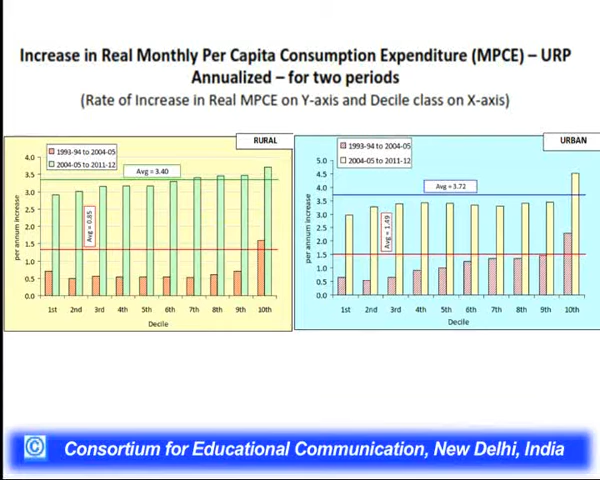 Increase in Real Monthly Per Capita Consumption Expenditure (MPCE) – URP
Annualized – for two periods
(Rate of Increase in Real MPCE on Y-axis and Decile class on X-axis)
RURAL
1993-94 to 2004-05
2004-05 to 2011-12
Avg = 3.40
Avg = 0.85
per annum increase
4.0
3.5
3.0
2.5
2.0
1.5
1.0
0.5
0.0
1st 2nd 3rd 4th 5th 6th 7th 8th 9th 10th
Decile
URBAN
1993-94 to 2004-05
2004-05 to 2011-12
Avg = 3.72
Avg = 1.49
per annum increase
5.0
4.5
4.0
3.5
3.0
2.5
2.0
1.5
1.0
0.5
0.0
1st 2nd 3rd 4th 5th 6th 7th 8th 9th 10th
Decile
© Consortium for Educational Communication, New Delhi, India